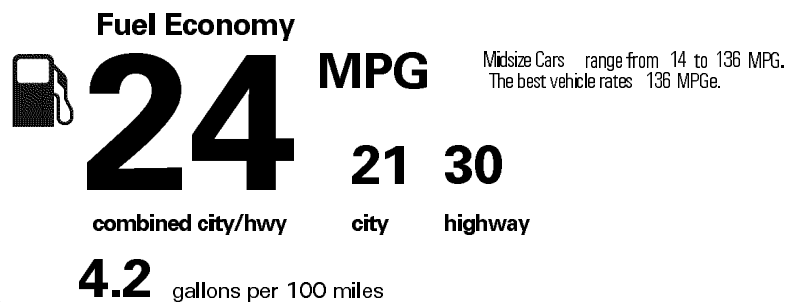 Fuel Economy
24 MPG
Midsize Cars range from 14 to 136 MPG.
The best vehicle rates 136 MPGe.
21 30
combined city/hwy city highway
4.2 gallons per 100 miles